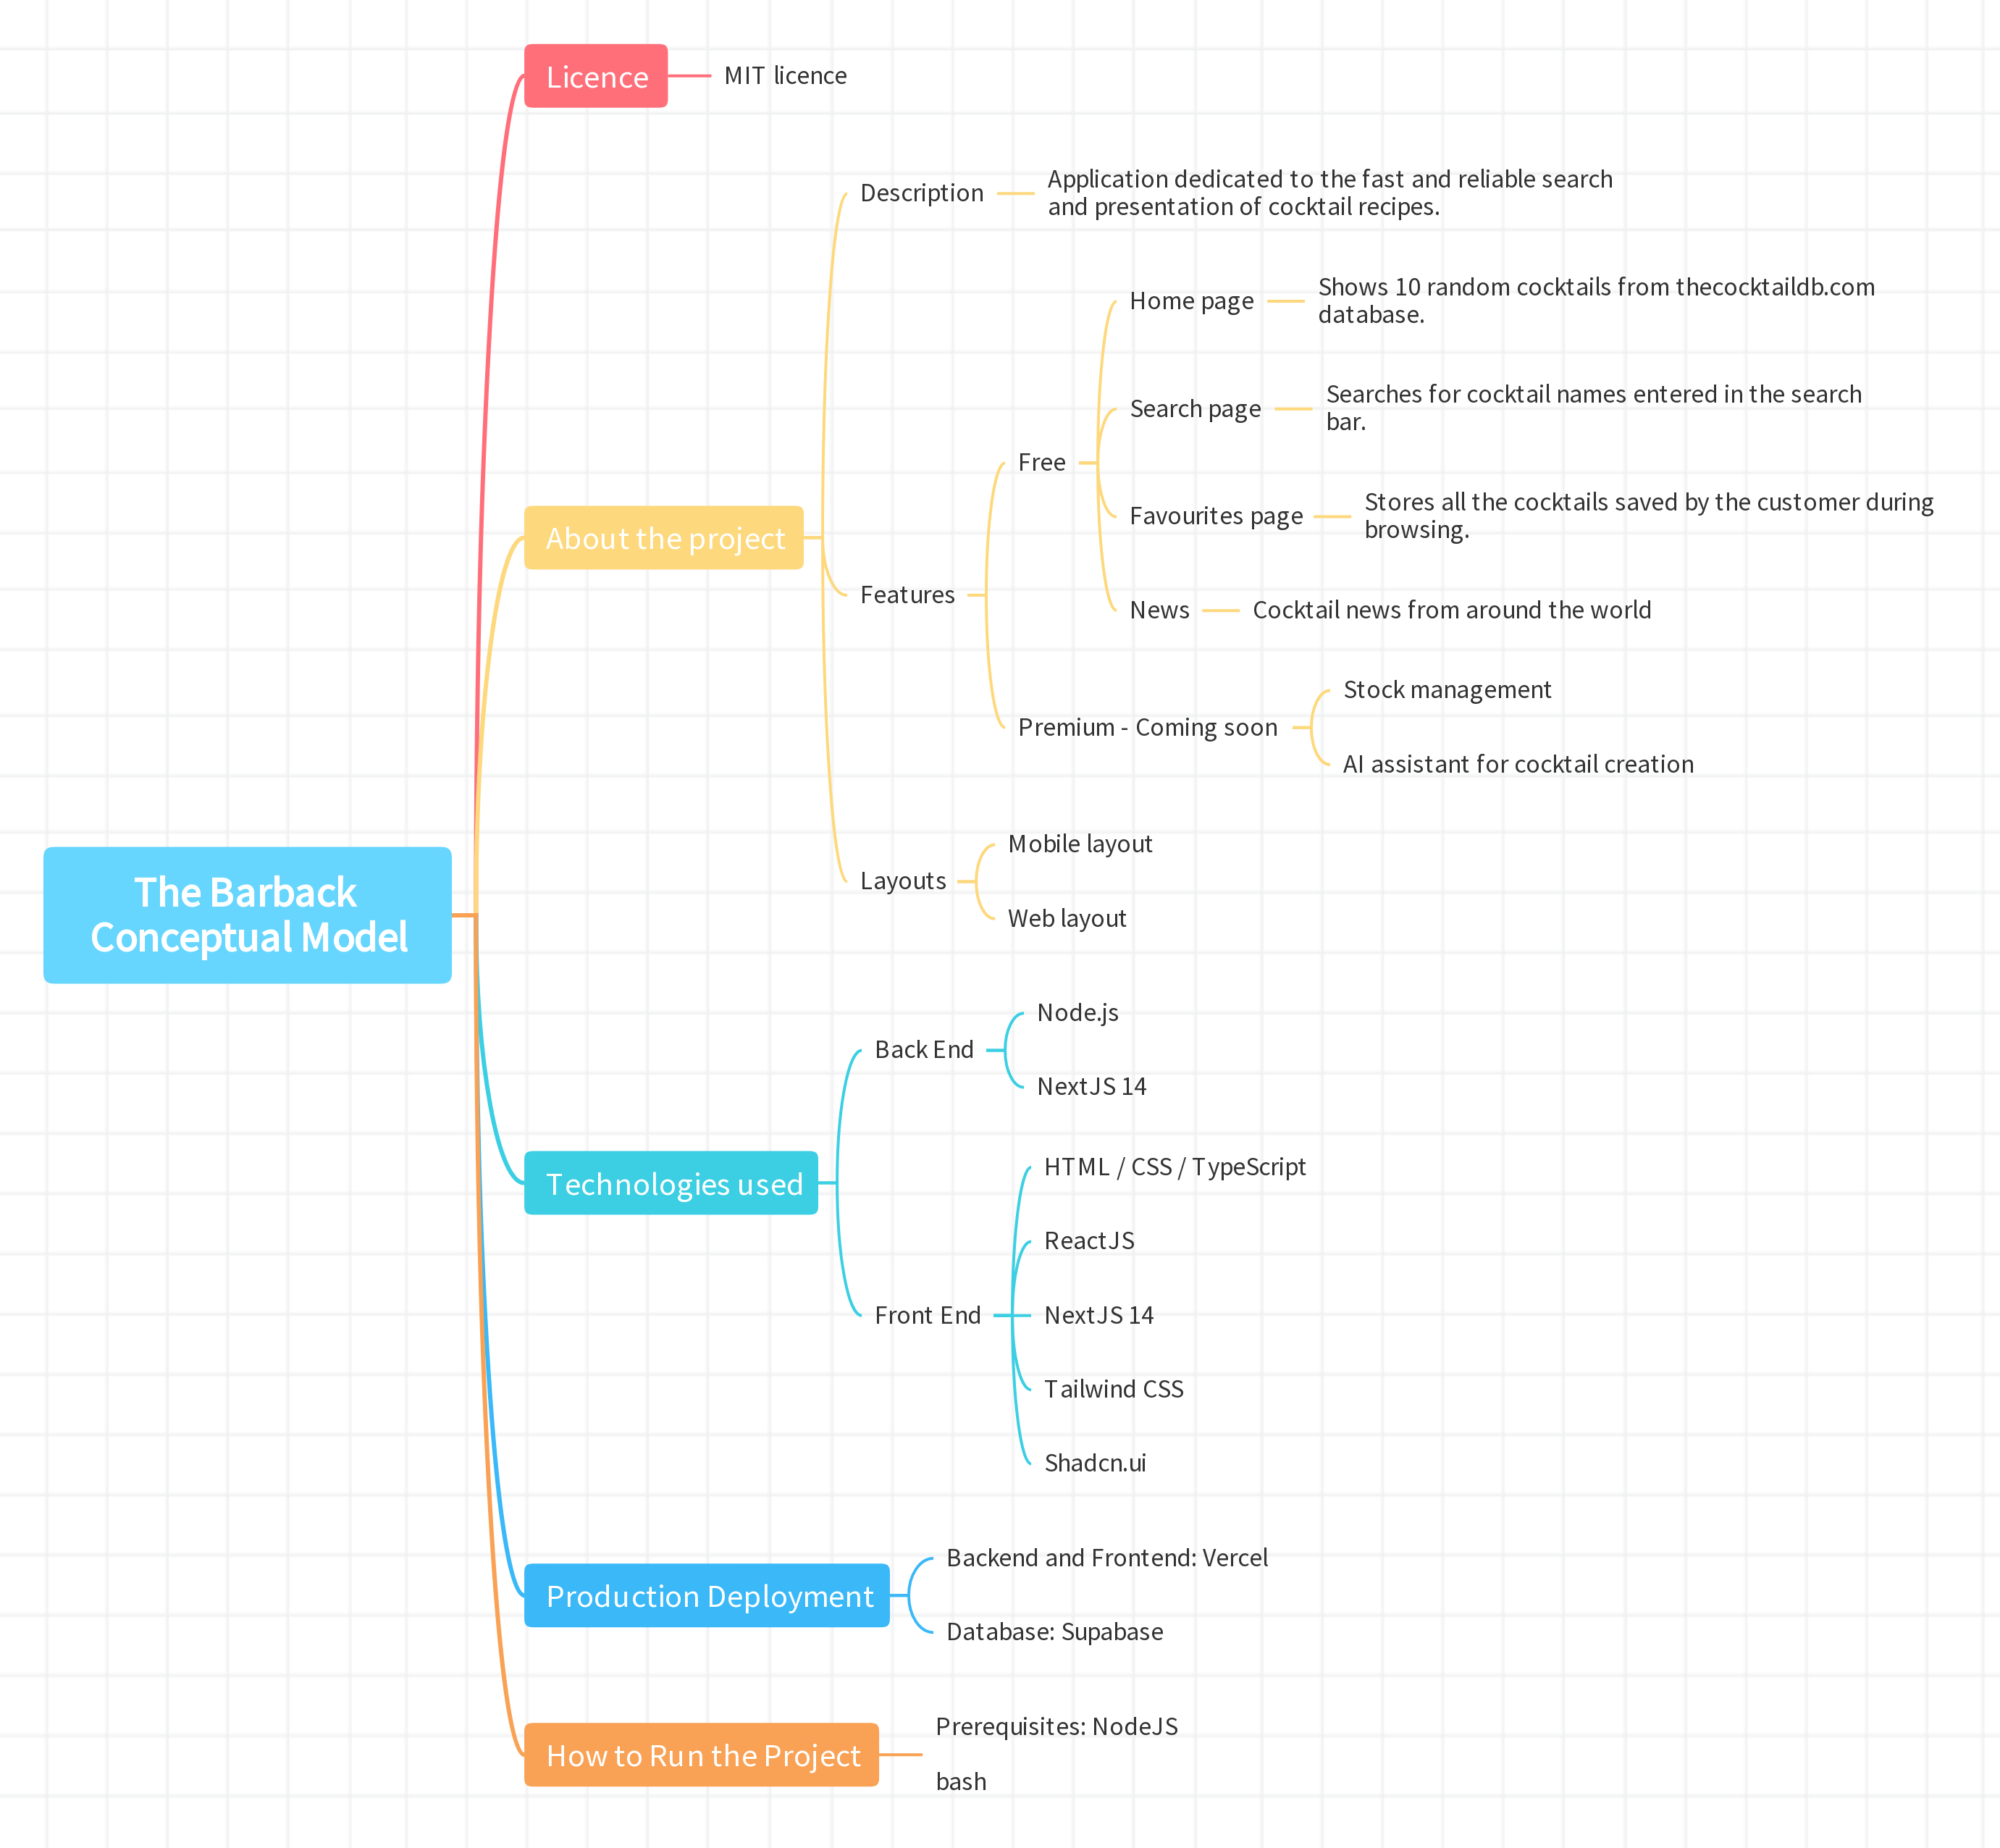 Licence
MIT licence
Description
Application dedicated to the fast and reliable search
and presentation of cocktail recipes.
Home page
Shows 10 random cocktails from thecocktaildb.com
database.
Search page
Searches for cocktail names entered in the search
bar.
Free
Favourites page
Stores all the cocktails saved by the customer during
browsing.
About the project
Features
News
Cocktail news from around the world
Stock management
Premium - Coming soon
AI assistant for cocktail creation
Mobile layout
Layouts
Web layout
The Barback
Conceptual Model
Node.js
Back End
NextJS 14
Technologies used
HTML / CSS / TypeScript
ReactJS
Front End
NextJS 14
Tailwind CSS
Shadcn.ui
Backend and Frontend: Vercel
Production Deployment
Database: Supabase
Prerequisites: NodeJS
How to Run the Project
bash